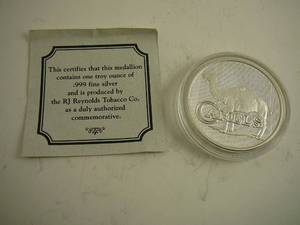 This certifies that this medallion
contains one troy ounce of
.999 fine silver
and is produced by
the RJ Reynolds Tobacco Co.
as a duly authorized
commemorative.
CAMELS